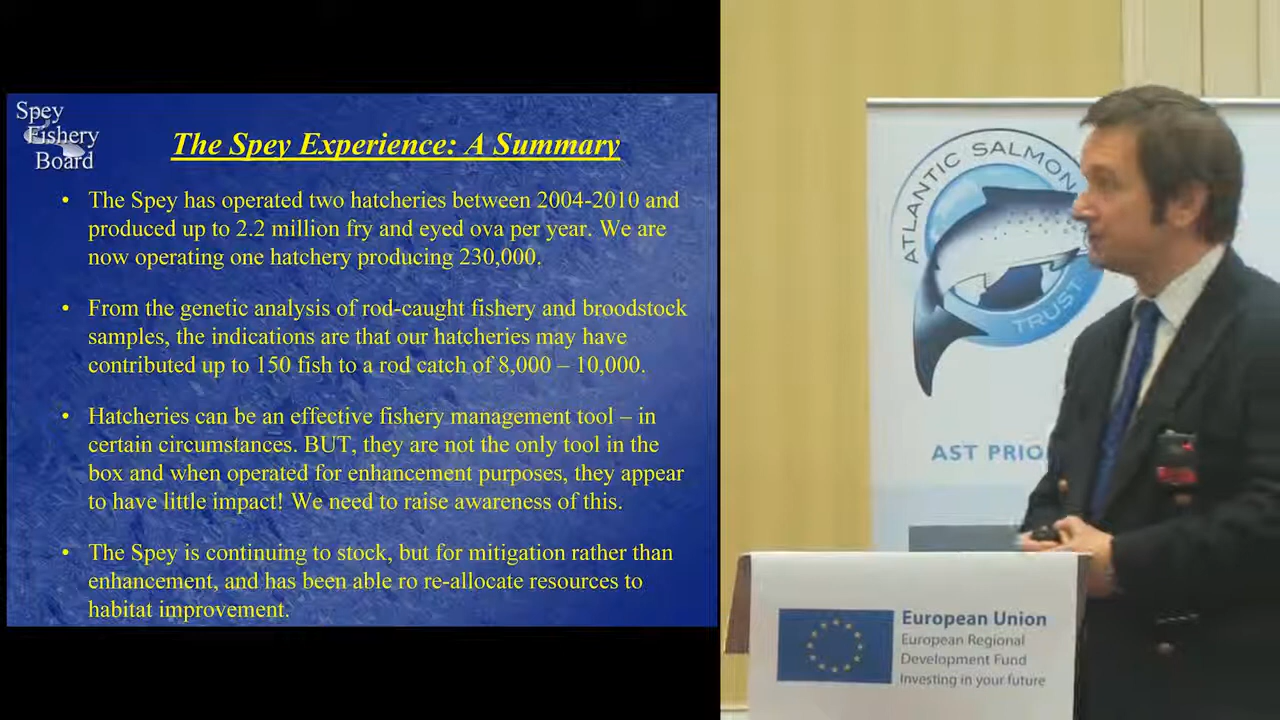 Spey
Fishery
Board
The Spey Experience: A Summary
• The Spey has operated two hatcheries between 2004-2010 and
produced up to 2.2 million fry and eyed ova per year. We are
now operating one hatchery producing 230,000.
• From the genetic analysis of rod-caught fishery and broodstock
samples, the indications are that our hatcheries may have
contributed up to 150 fish to a rod catch of 8,000 – 10,000.
• Hatcheries can be an effective fishery management tool – in
certain circumstances. BUT, they are not the only tool in the
box and when operated for enhancement purposes, they appear
to have little impact! We need to raise awareness of this.
• The Spey is continuing to stock, but for mitigation rather than
enhancement, and has been able ro re-allocate resources to
habitat improvement.
ATLANTIC SALMON
TRUST
AST PRIO
European Union
European Regional
Development Fund
Investing in your future